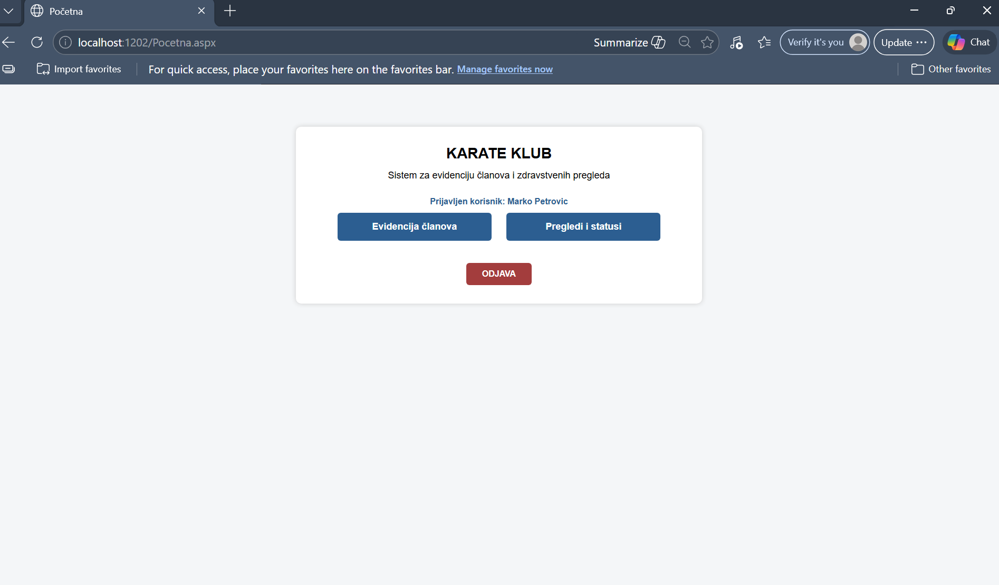 Početna
localhost:1202/Pocetna.aspx
Summarize
Verify it's you
Update
Chat
Import favorites
For quick access, place your favorites here on the favorites bar. Manage favorites now
Other favorites
KARATE KLUB
Sistem za evidenciju članova i zdravstvenih pregleda
Prijavljen korisnik: Marko Petrovic
Evidencija članova
Pregledi i statusi
ODJAVA